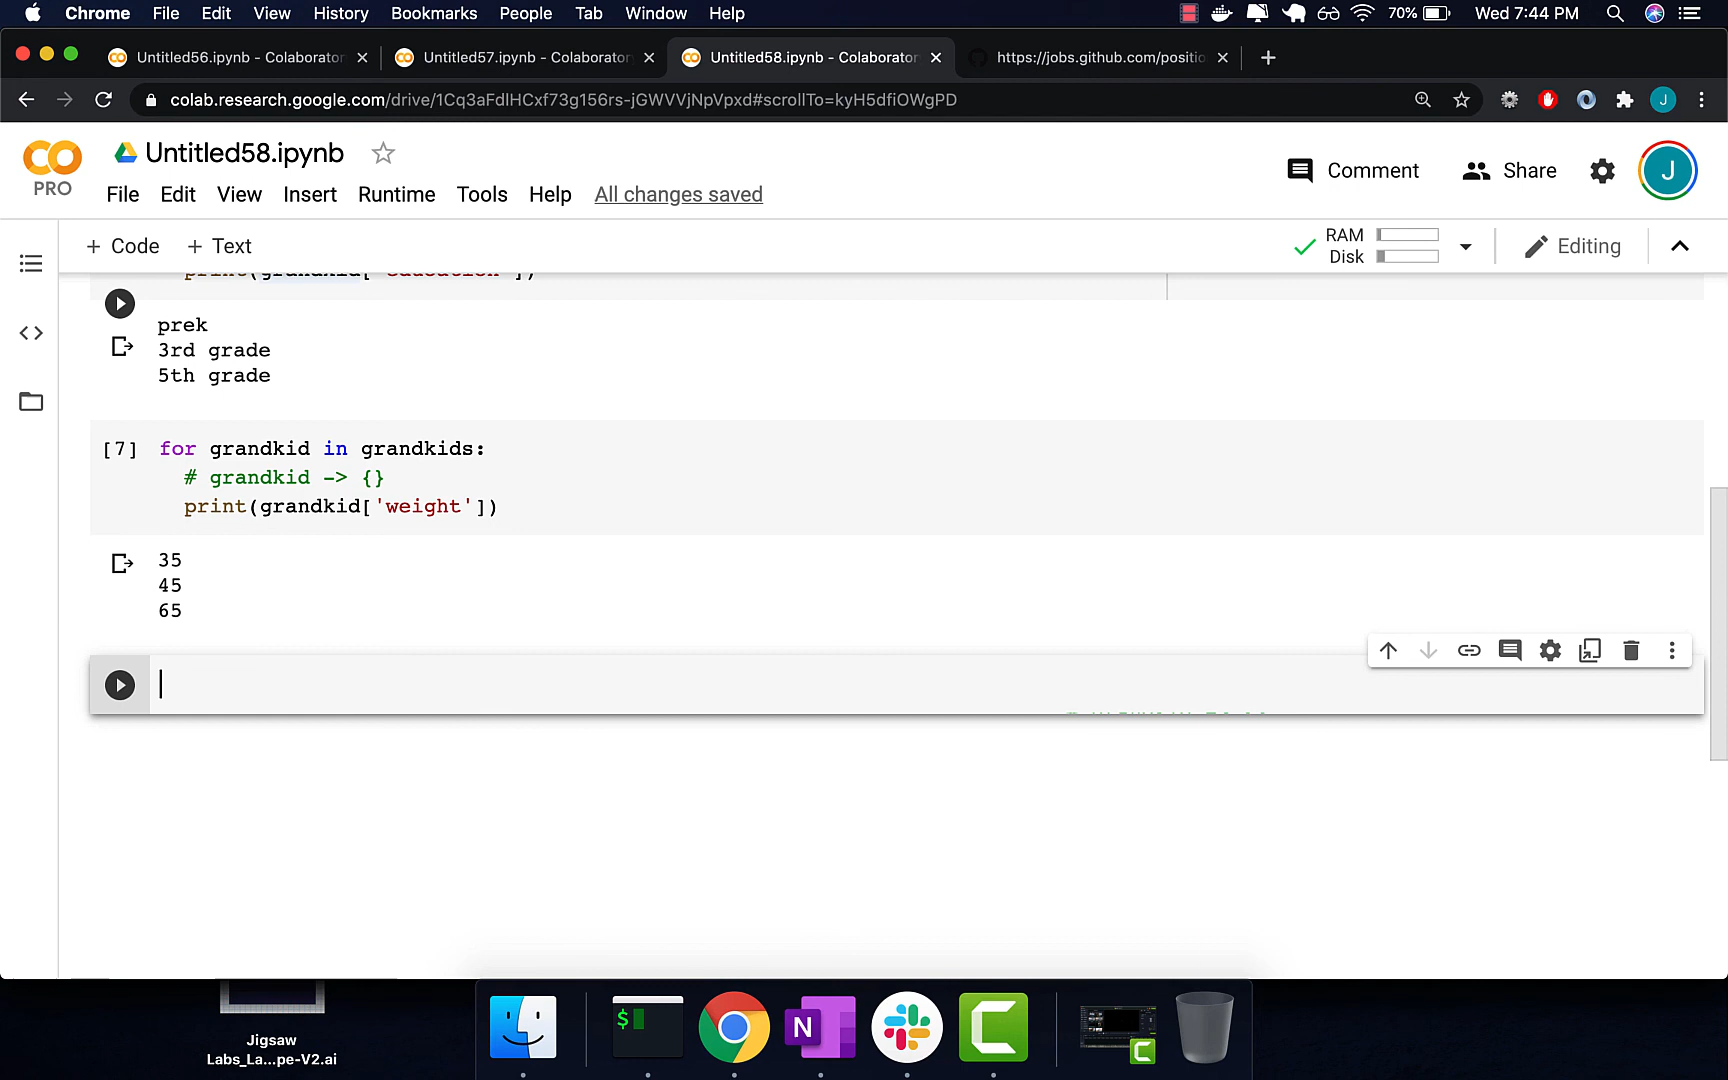 Chrome File Edit View History Bookmarks People Tab Window Help 70% Wed 7:44 PM
Untitled56.ipynb - Colaborator Untitled57.ipynb - Colaborator Untitled58.ipynb - Colaborator https://jobs.github.com/positio
colab.research.google.com/drive/1Cq3aFdlHCxf73g156rs-jGWVVjNpVpxd#scrollTo=kyH5dfiOWgPD J
PRO Untitled58.ipynb Comment Share J
File Edit View Insert Runtime Tools Help All changes saved
+ Code + Text RAM Disk Editing
print(grandkid['education'])
prek
3rd grade
5th grade
[7] for grandkid in grandkids:
# grandkid -> {}
print(grandkid['weight'])
35
45
65
$
N
C
Jigsaw
Labs_La...pe-V2.ai